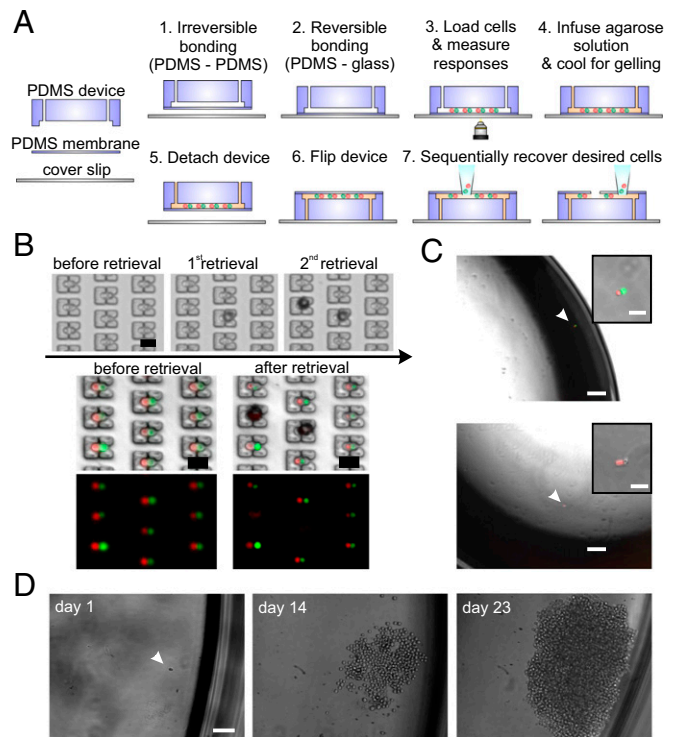 A
PDMS device
PDMS membrane
cover slip
1. Irreversible
bonding
(PDMS - PDMS)
2. Reversible
bonding
(PDMS - glass)
3. Load cells
& measure
responses
4. Infuse agarose
solution
& cool for gelling
5. Detach device
6. Flip device
7. Sequentially recover desired cells
B
before retrieval
1st retrieval
2nd retrieval
before retrieval
after retrieval
C
D
day 1
day 14
day 23